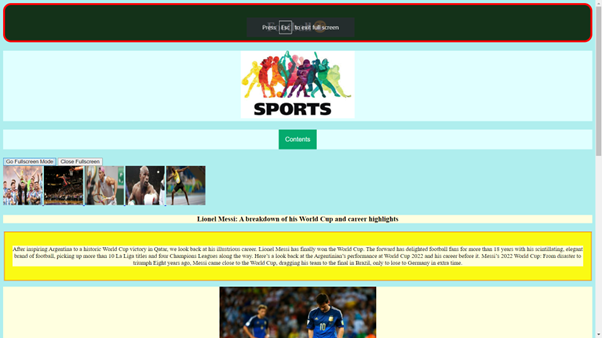 Press Esc to exit full screen
SPORTS
Contents
Go Fullscreen Mode Close Fullscreen
Lionel Messi: A breakdown of his World Cup and career highlights
After inspiring Argentina to a historic World Cup victory in Qatar, we look back at his illustrious career. Lionel Messi has finally won the World Cup. The forward has delighted football fans for more than 18 years with his scintillating, elegant
brand of football, picking up more than 10 La Liga titles and four Champions Leagues along the way. Here's a look back at the Argentinian's performance at World Cup 2022 and his career before it. Messi's 2022 World Cup: From disaster to
triumph Eight years ago, Messi came close to the World Cup, dragging his team to the final in Brazil, only to lose to Germany in extra time.
10